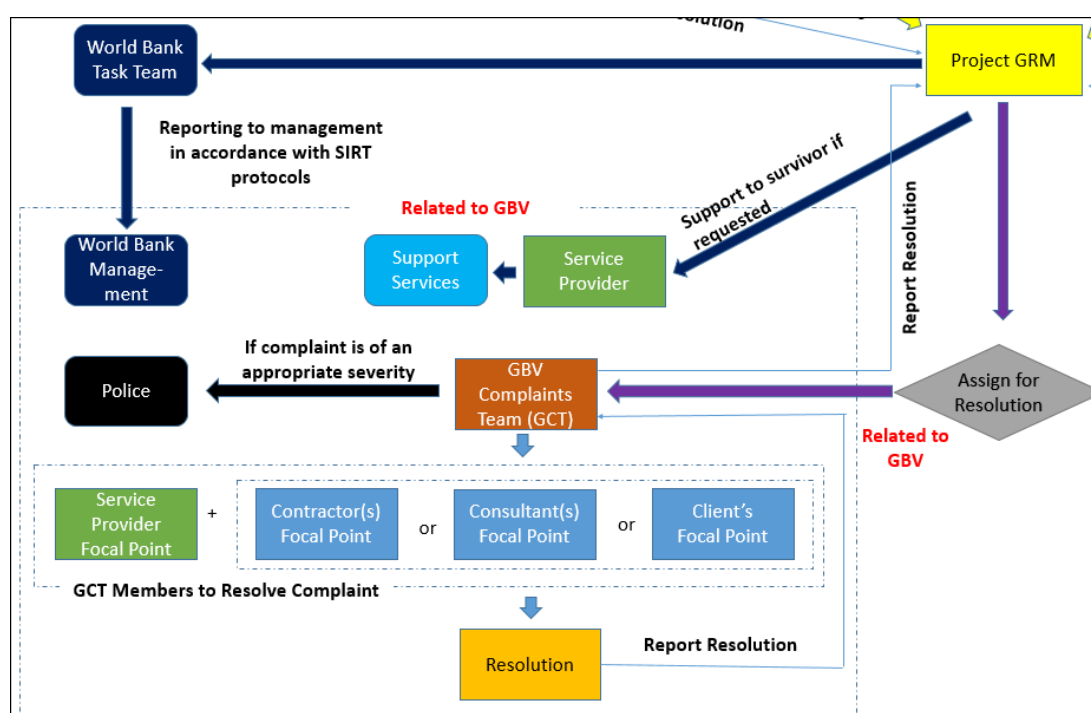 World Bank
Task Team
Project GRM
Reporting to management
in accordance with SIRT
protocols
Support to survivor if
requested
Related to GBV
World Bank
Manage-
ment
Support
Services
Service
Provider
Report Resolution
If complaint is of an
appropriate severity
Police
GBV
Complaints
Team (GCT)
Assign for
Resolution
Related to
GBV
Service
Provider
Focal Point
+
Contractor(s)
Focal Point
or
Consultant(s)
Focal Point
or
Client's
Focal Point
GCT Members to Resolve Complaint
Resolution
Report Resolution